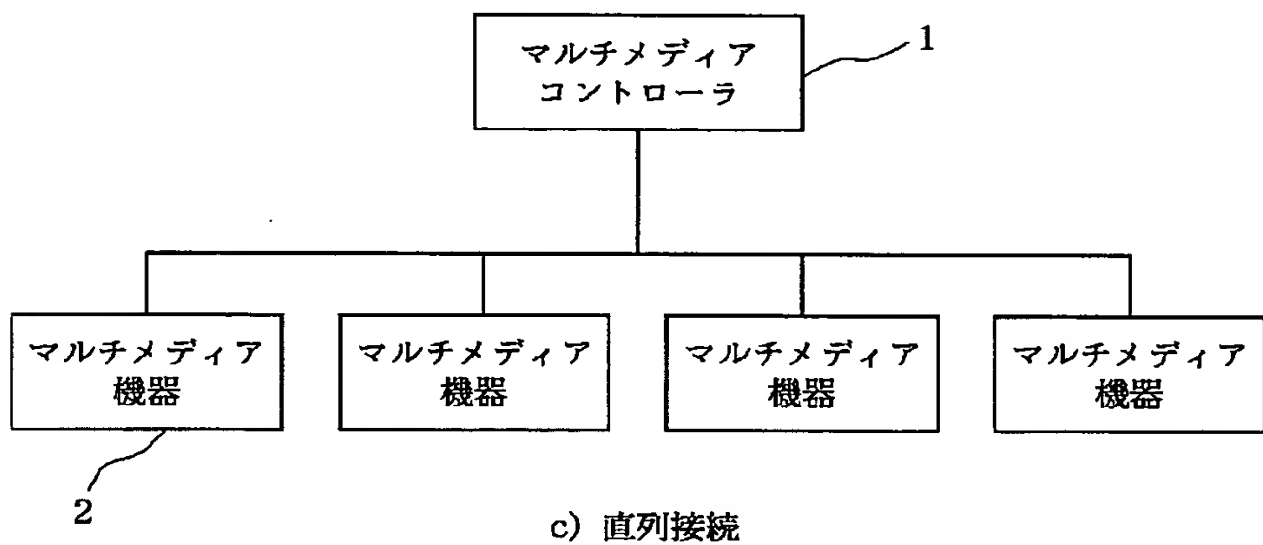 マルチメディア
コントローラ
1
マルチメディア
機器
マルチメディア
機器
マルチメディア
機器
マルチメディア
機器
2
c) 直列接続